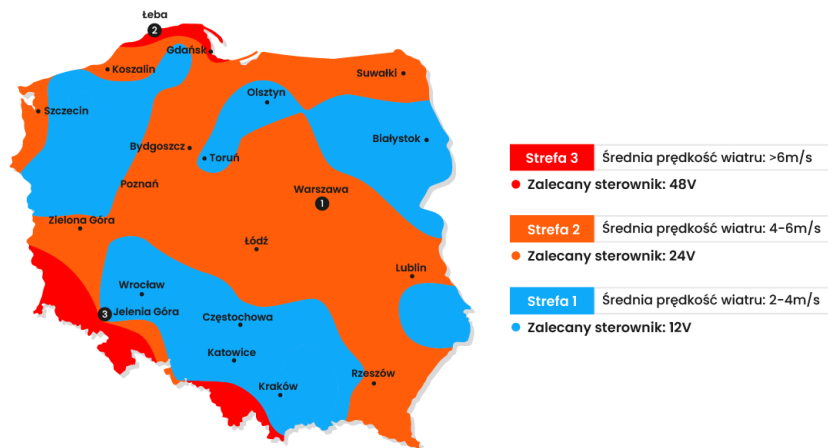 Łeba
2
Gdańsk
Koszalin
Suwałki
Olsztyn
Szczecin
Białystok
Bydgoszcz
Toruń
Poznań
Warszawa
1
Zielona Góra
Łódź
Lublin
Wrocław
3
Jelenia Góra
Częstochowa
Katowice
Rzeszów
Kraków
Strefa 3 Średnia prędkość wiatru: >6m/s
Zalecany sterownik: 48V
Strefa 2 Średnia prędkość wiatru: 4-6m/s
Zalecany sterownik: 24V
Strefa 1 Średnia prędkość wiatru: 2-4m/s
Zalecany sterownik: 12V